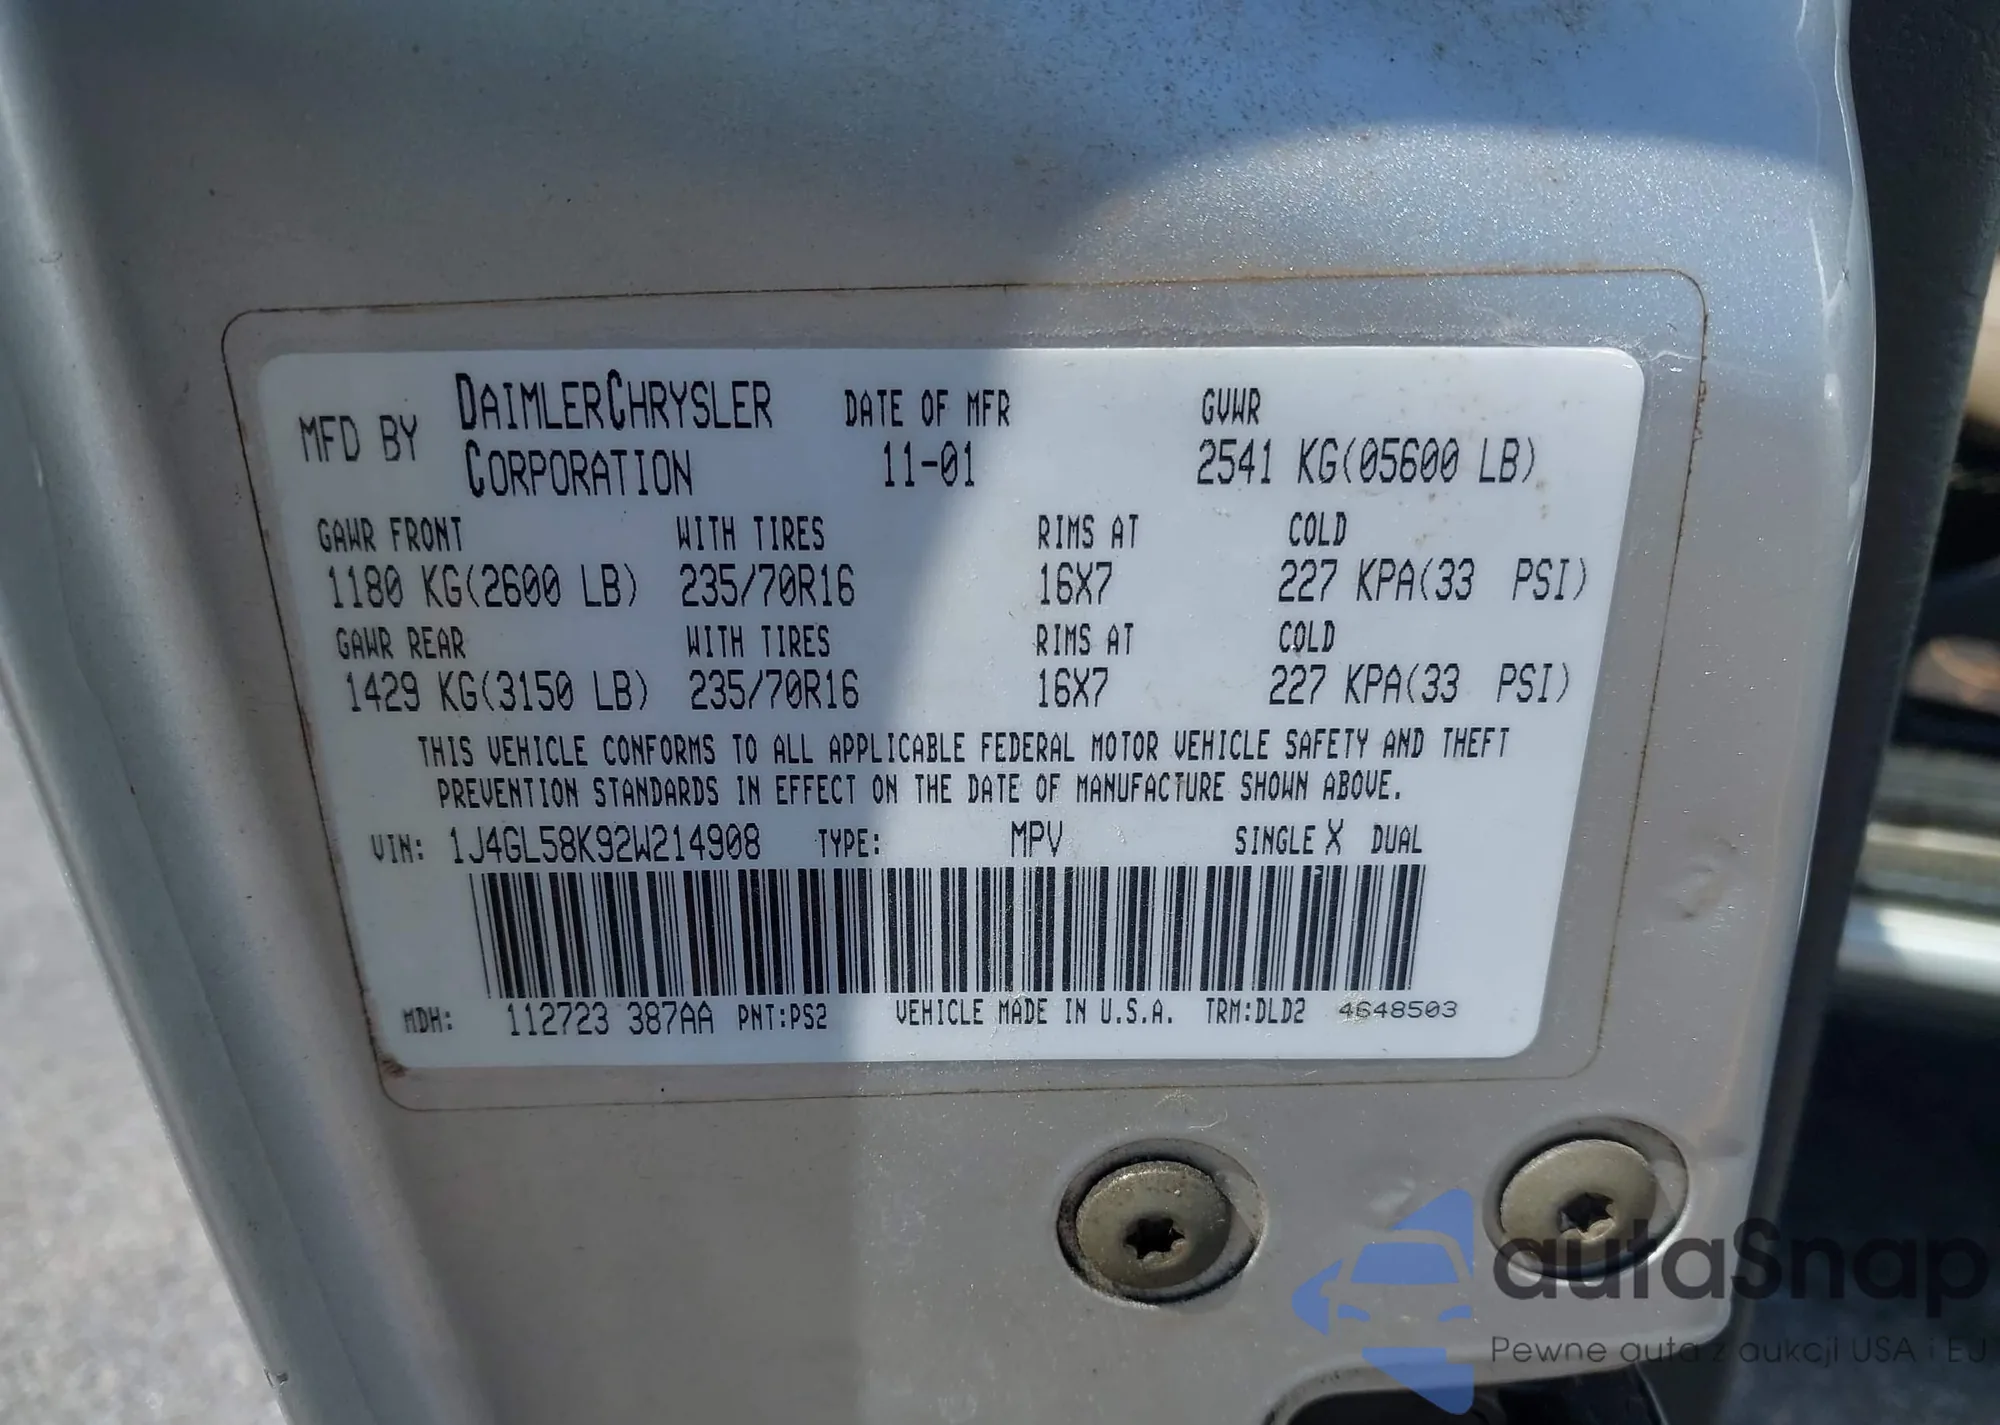 MFD BY DAIMLERCHRYSLER CORPORATION DATE OF MFR 11-01 GVWR 2541 KG(05600 LB)
GAWR FRONT WITH TIRES RIMS AT COLD
1180 KG(2600 LB) 235/70R16 16X7 227 KPA(33 PSI)
GAWR REAR WITH TIRES RIMS AT COLD
1429 KG(3150 LB) 235/70R16 16X7 227 KPA(33 PSI)
THIS VEHICLE CONFORMS TO ALL APPLICABLE FEDERAL MOTOR VEHICLE SAFETY AND THEFT
PREVENTION STANDARDS IN EFFECT ON THE DATE OF MANUFACTURE SHOWN ABOVE.
VIN: 1J4GL58K92W214908 TYPE: MPV SINGLE X DUAL
MDH: 112723 387AA PNT:PS2 VEHICLE MADE IN U.S.A. TRM:DLD2 4648503
autaSnap
Pewne auta z aukcji USA i EU